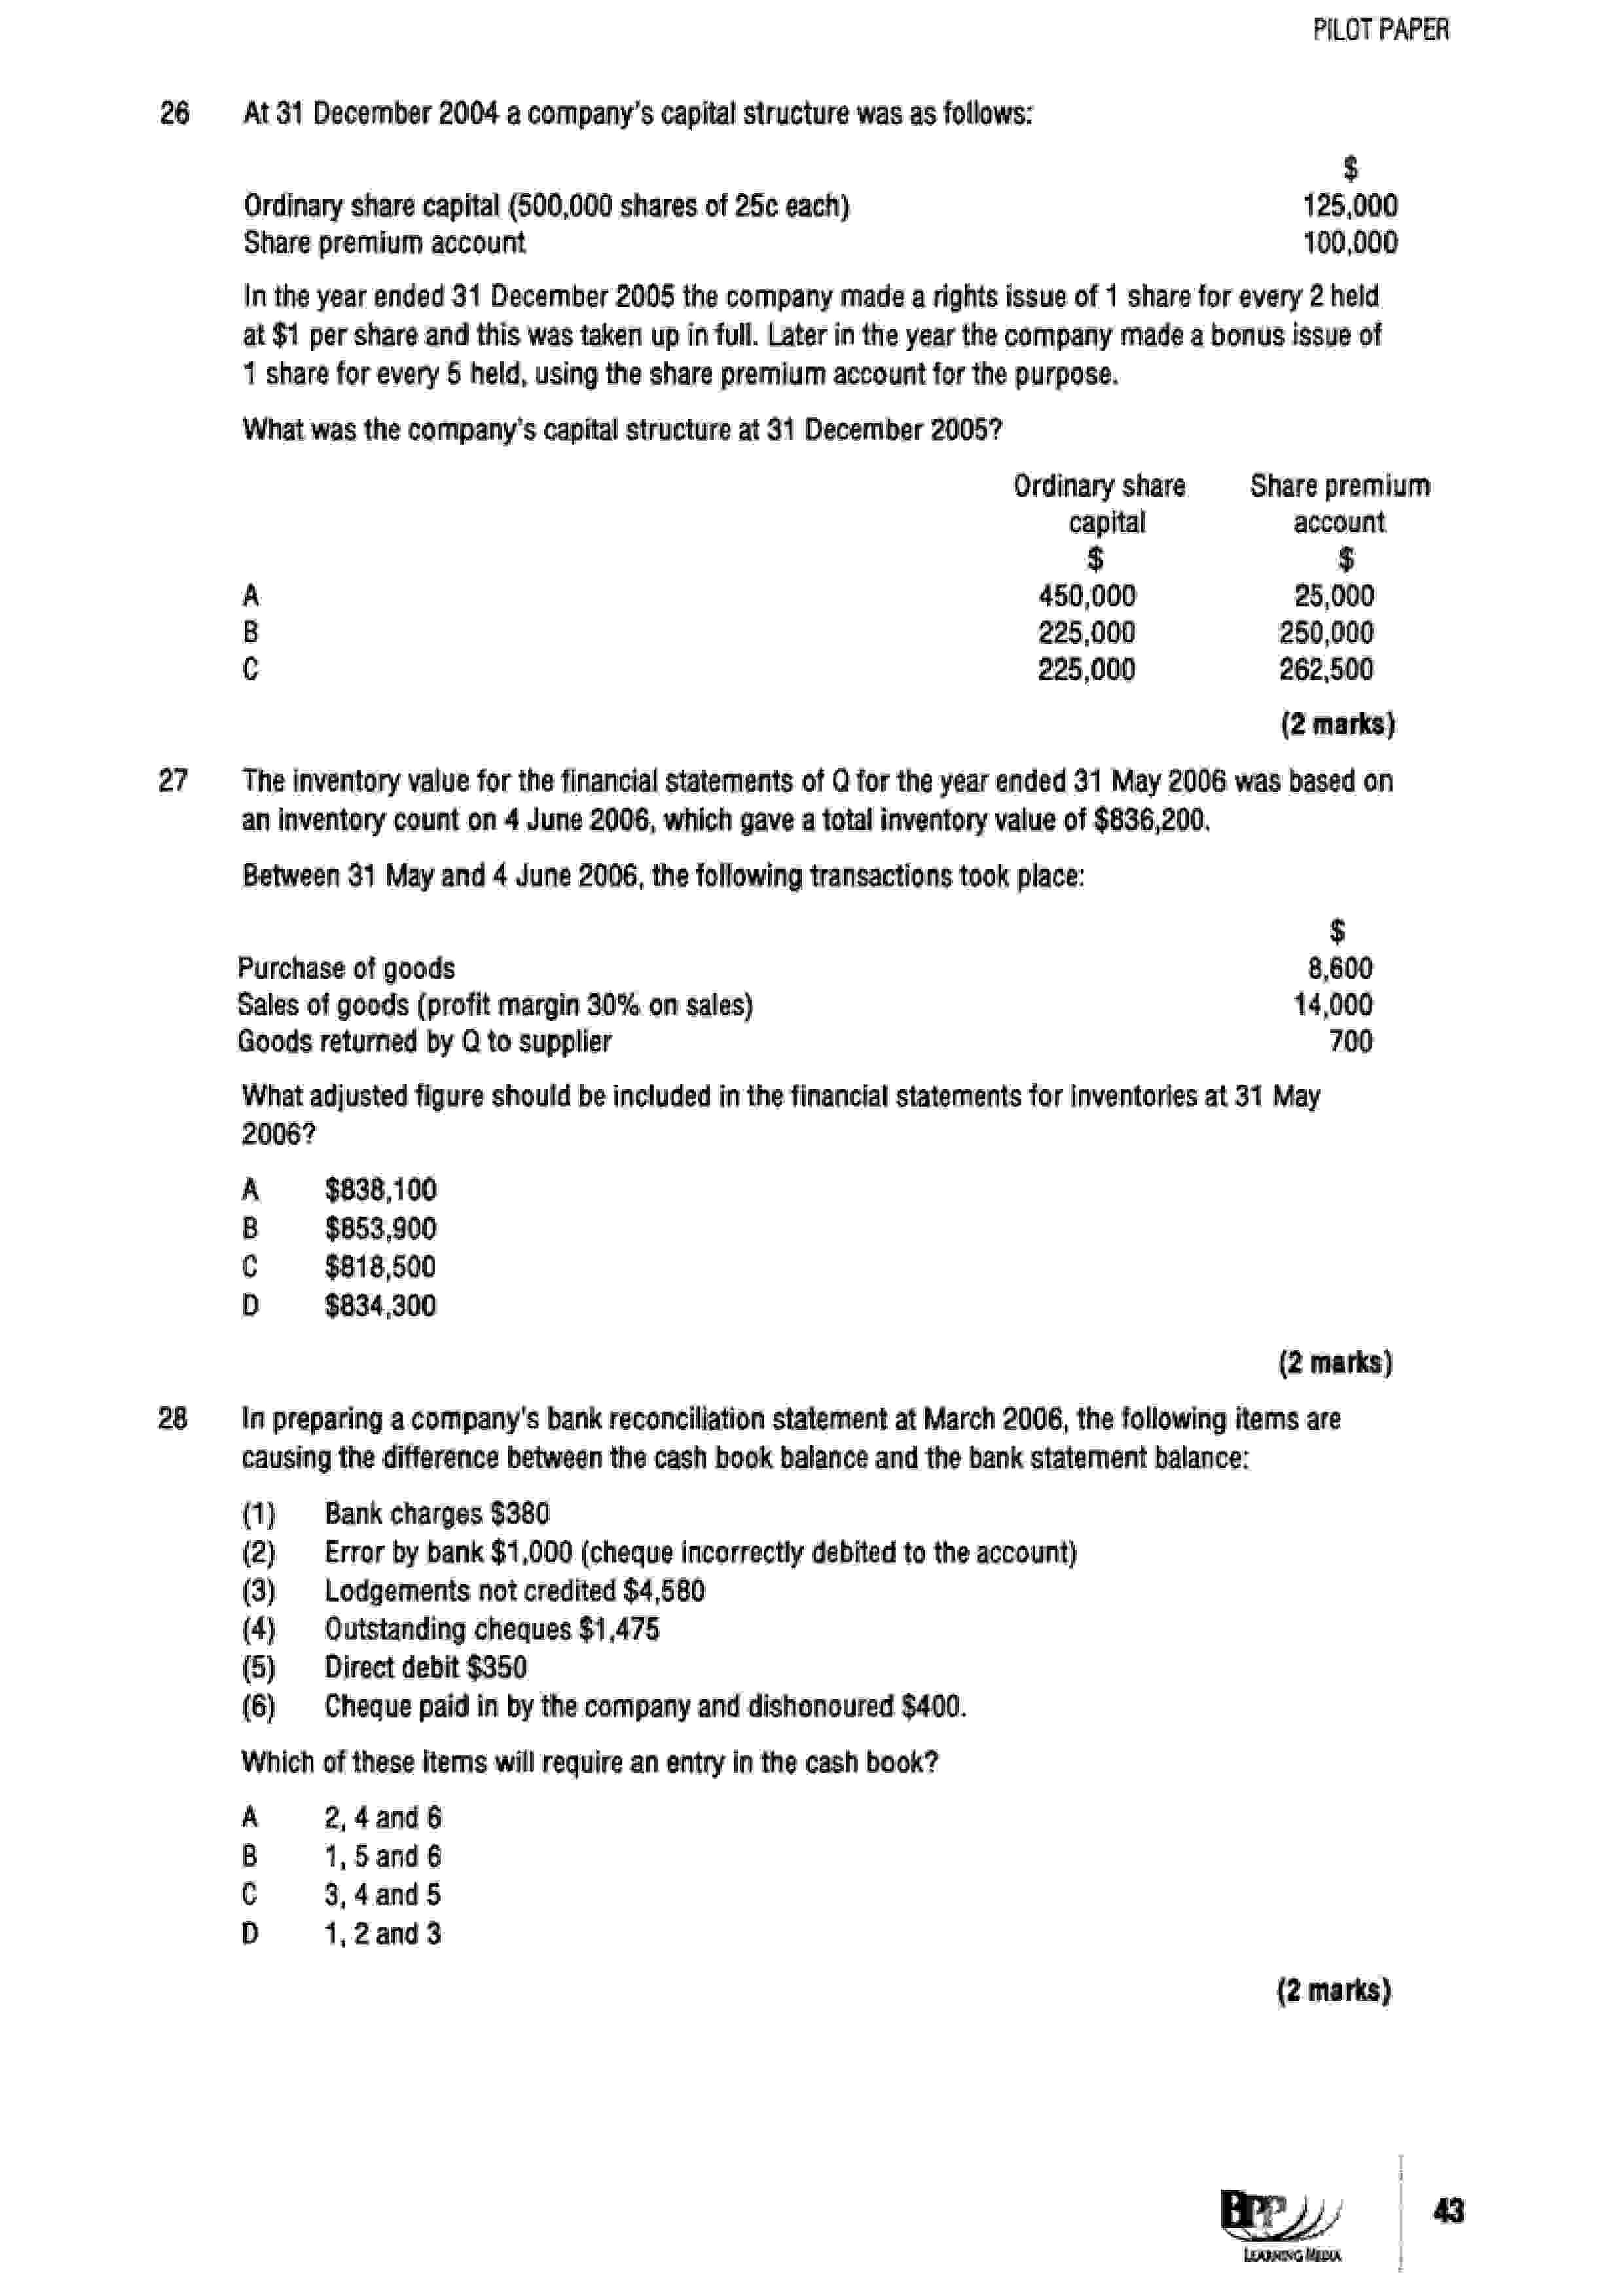 PILOT PAPER
26 At 31 December 2004 a company's capital structure was as follows:
$
Ordinary share capital (500,000 shares of 25c each) 125,000
Share premium account 100,000
In the year ended 31 December 2005 the company made a rights issue of 1 share for every 2 held
at $1 per share and this was taken up in full. Later in the year the company made a bonus issue of
1 share for every 5 held, using the share premium account for the purpose.
What was the company's capital structure at 31 December 2005?
Ordinary share Share premium
capital account
$ $
A 450,000 25,000
B 225,000 250,000
C 225,000 262,500
(2 marks)
27 The inventory value for the financial statements of Q for the year ended 31 May 2006 was based on
an inventory count on 4 June 2006, which gave a total inventory value of $836,200.
Between 31 May and 4 June 2006, the following transactions took place:
$
Purchase of goods 8,600
Sales of goods (profit margin 30% on sales) 14,000
Goods returned by Q to supplier 700
What adjusted figure should be included in the financial statements for inventories at 31 May
2006?
A $838,100
B $853,900
C $818,500
D $834,300
(2 marks)
28 In preparing a company's bank reconciliation statement at March 2006, the following items are
causing the difference between the cash book balance and the bank statement balance:
(1) Bank charges $380
(2) Error by bank $1,000 (cheque incorrectly debited to the account)
(3) Lodgements not credited $4,580
(4) Outstanding cheques $1,475
(5) Direct debit $350
(6) Cheque paid in by the company and dishonoured $400.
Which of these items will require an entry in the cash book?
A 2, 4 and 6
B 1, 5 and 6
C 3, 4 and 5
D 1, 2 and 3
(2 marks)
BPP
LEARNING MEDIA
43